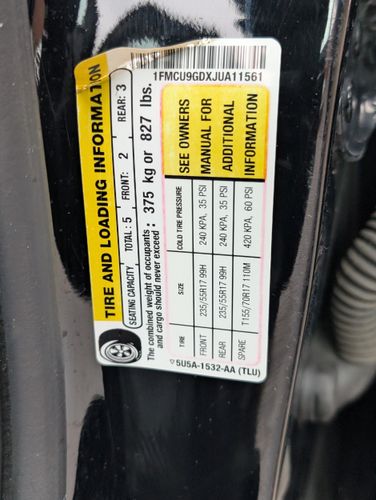 TIRE AND LOADING INFORMATION
SEATING CAPACITY TOTAL: 5 FRONT: 2 REAR: 3
The combined weight of occupants and cargo should never exceed: 375 kg or 827 lbs.
TIRE SIZE COLD TIRE PRESSURE
FRONT 235/55R17 99H 240 KPA, 35 PSI
REAR 235/55R17 99H 240 KPA, 35 PSI
SPARE T155/70R17 110M 420 KPA, 60 PSI
SEE OWNERS
MANUAL FOR
ADDITIONAL
INFORMATION
▽5U5A-1532-AA (TLU)
1FMCU9GDXJUA11561